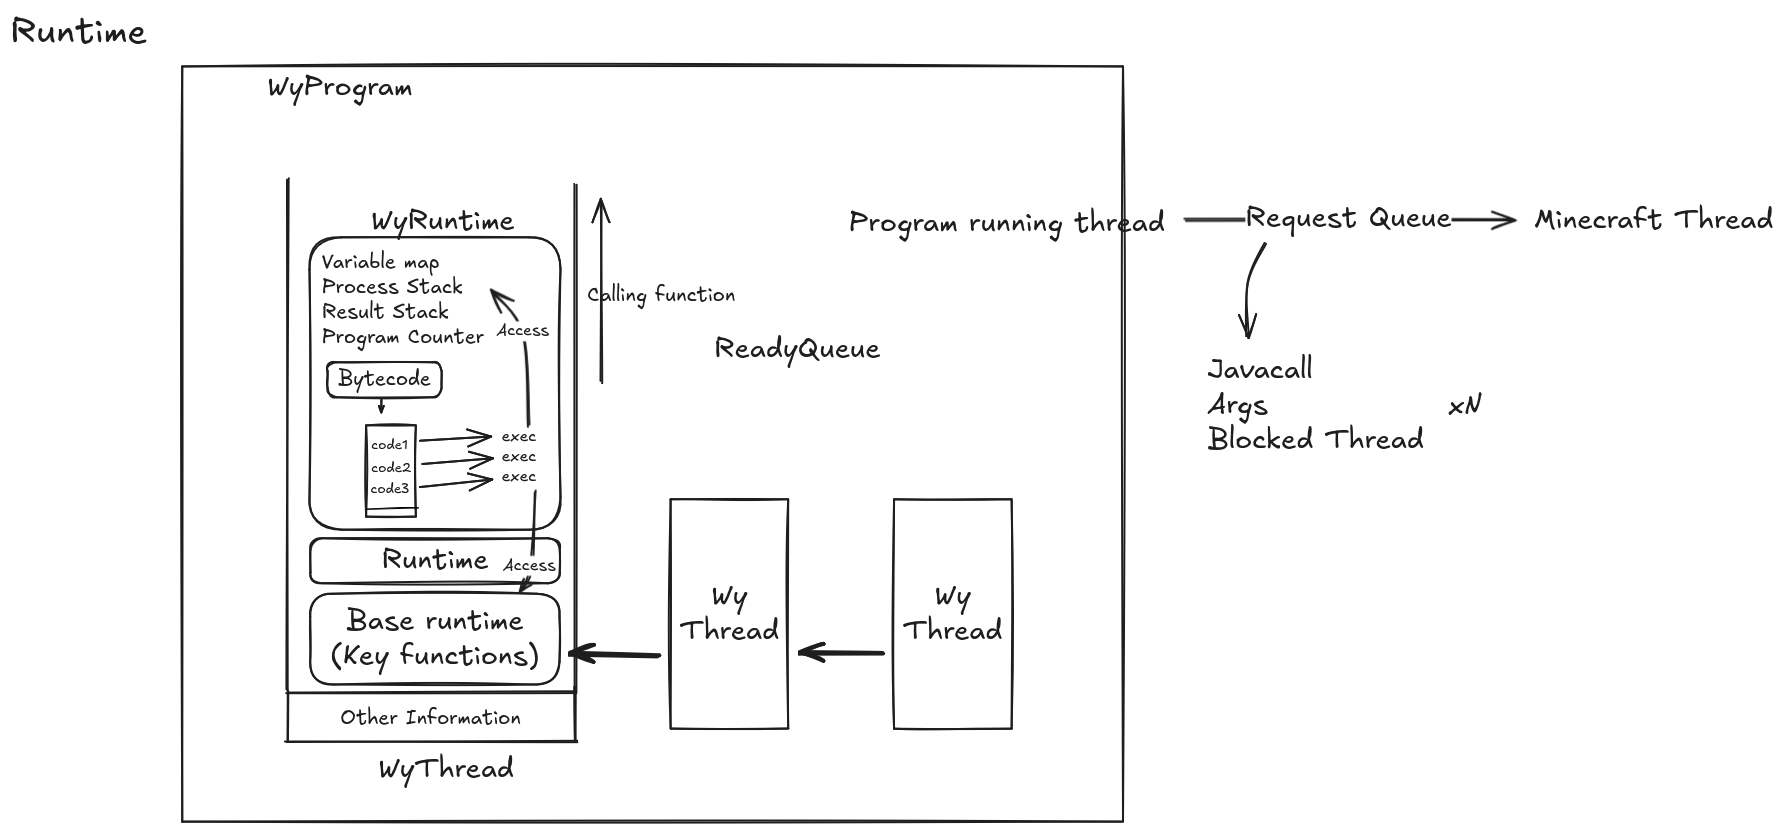 Runtime
WyProgram
WyRuntime
Variable map
Process Stack
Result Stack
Program Counter
Access
Bytecode
code1
code2
code3
exec
exec
exec
Runtime
Access
Base runtime
(Key functions)
Other Information
WyThread
Calling function
ReadyQueue
Wy
Thread
Wy
Thread
Program running thread
Request Queue
Minecraft Thread
Javacall
Args
xN
Blocked Thread